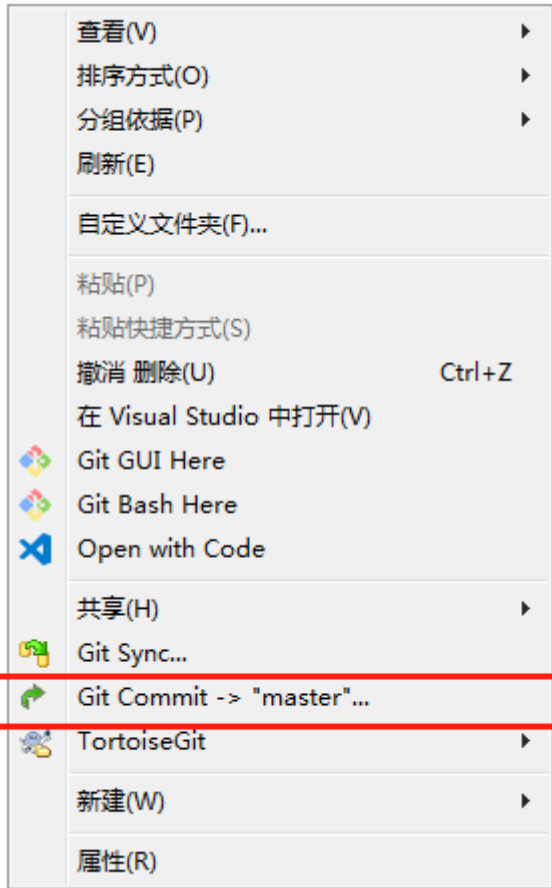 查看(V)
排序方式(O)
分组依据(P)
刷新(E)
自定义文件夹(F)...
粘贴(P)
粘贴快捷方式(S)
撤消 删除(U) Ctrl+Z
在 Visual Studio 中打开(V)
Git GUI Here
Git Bash Here
Open with Code
共享(H)
Git Sync...
Git Commit -> "master"...
TortoiseGit
新建(W)
属性(R)